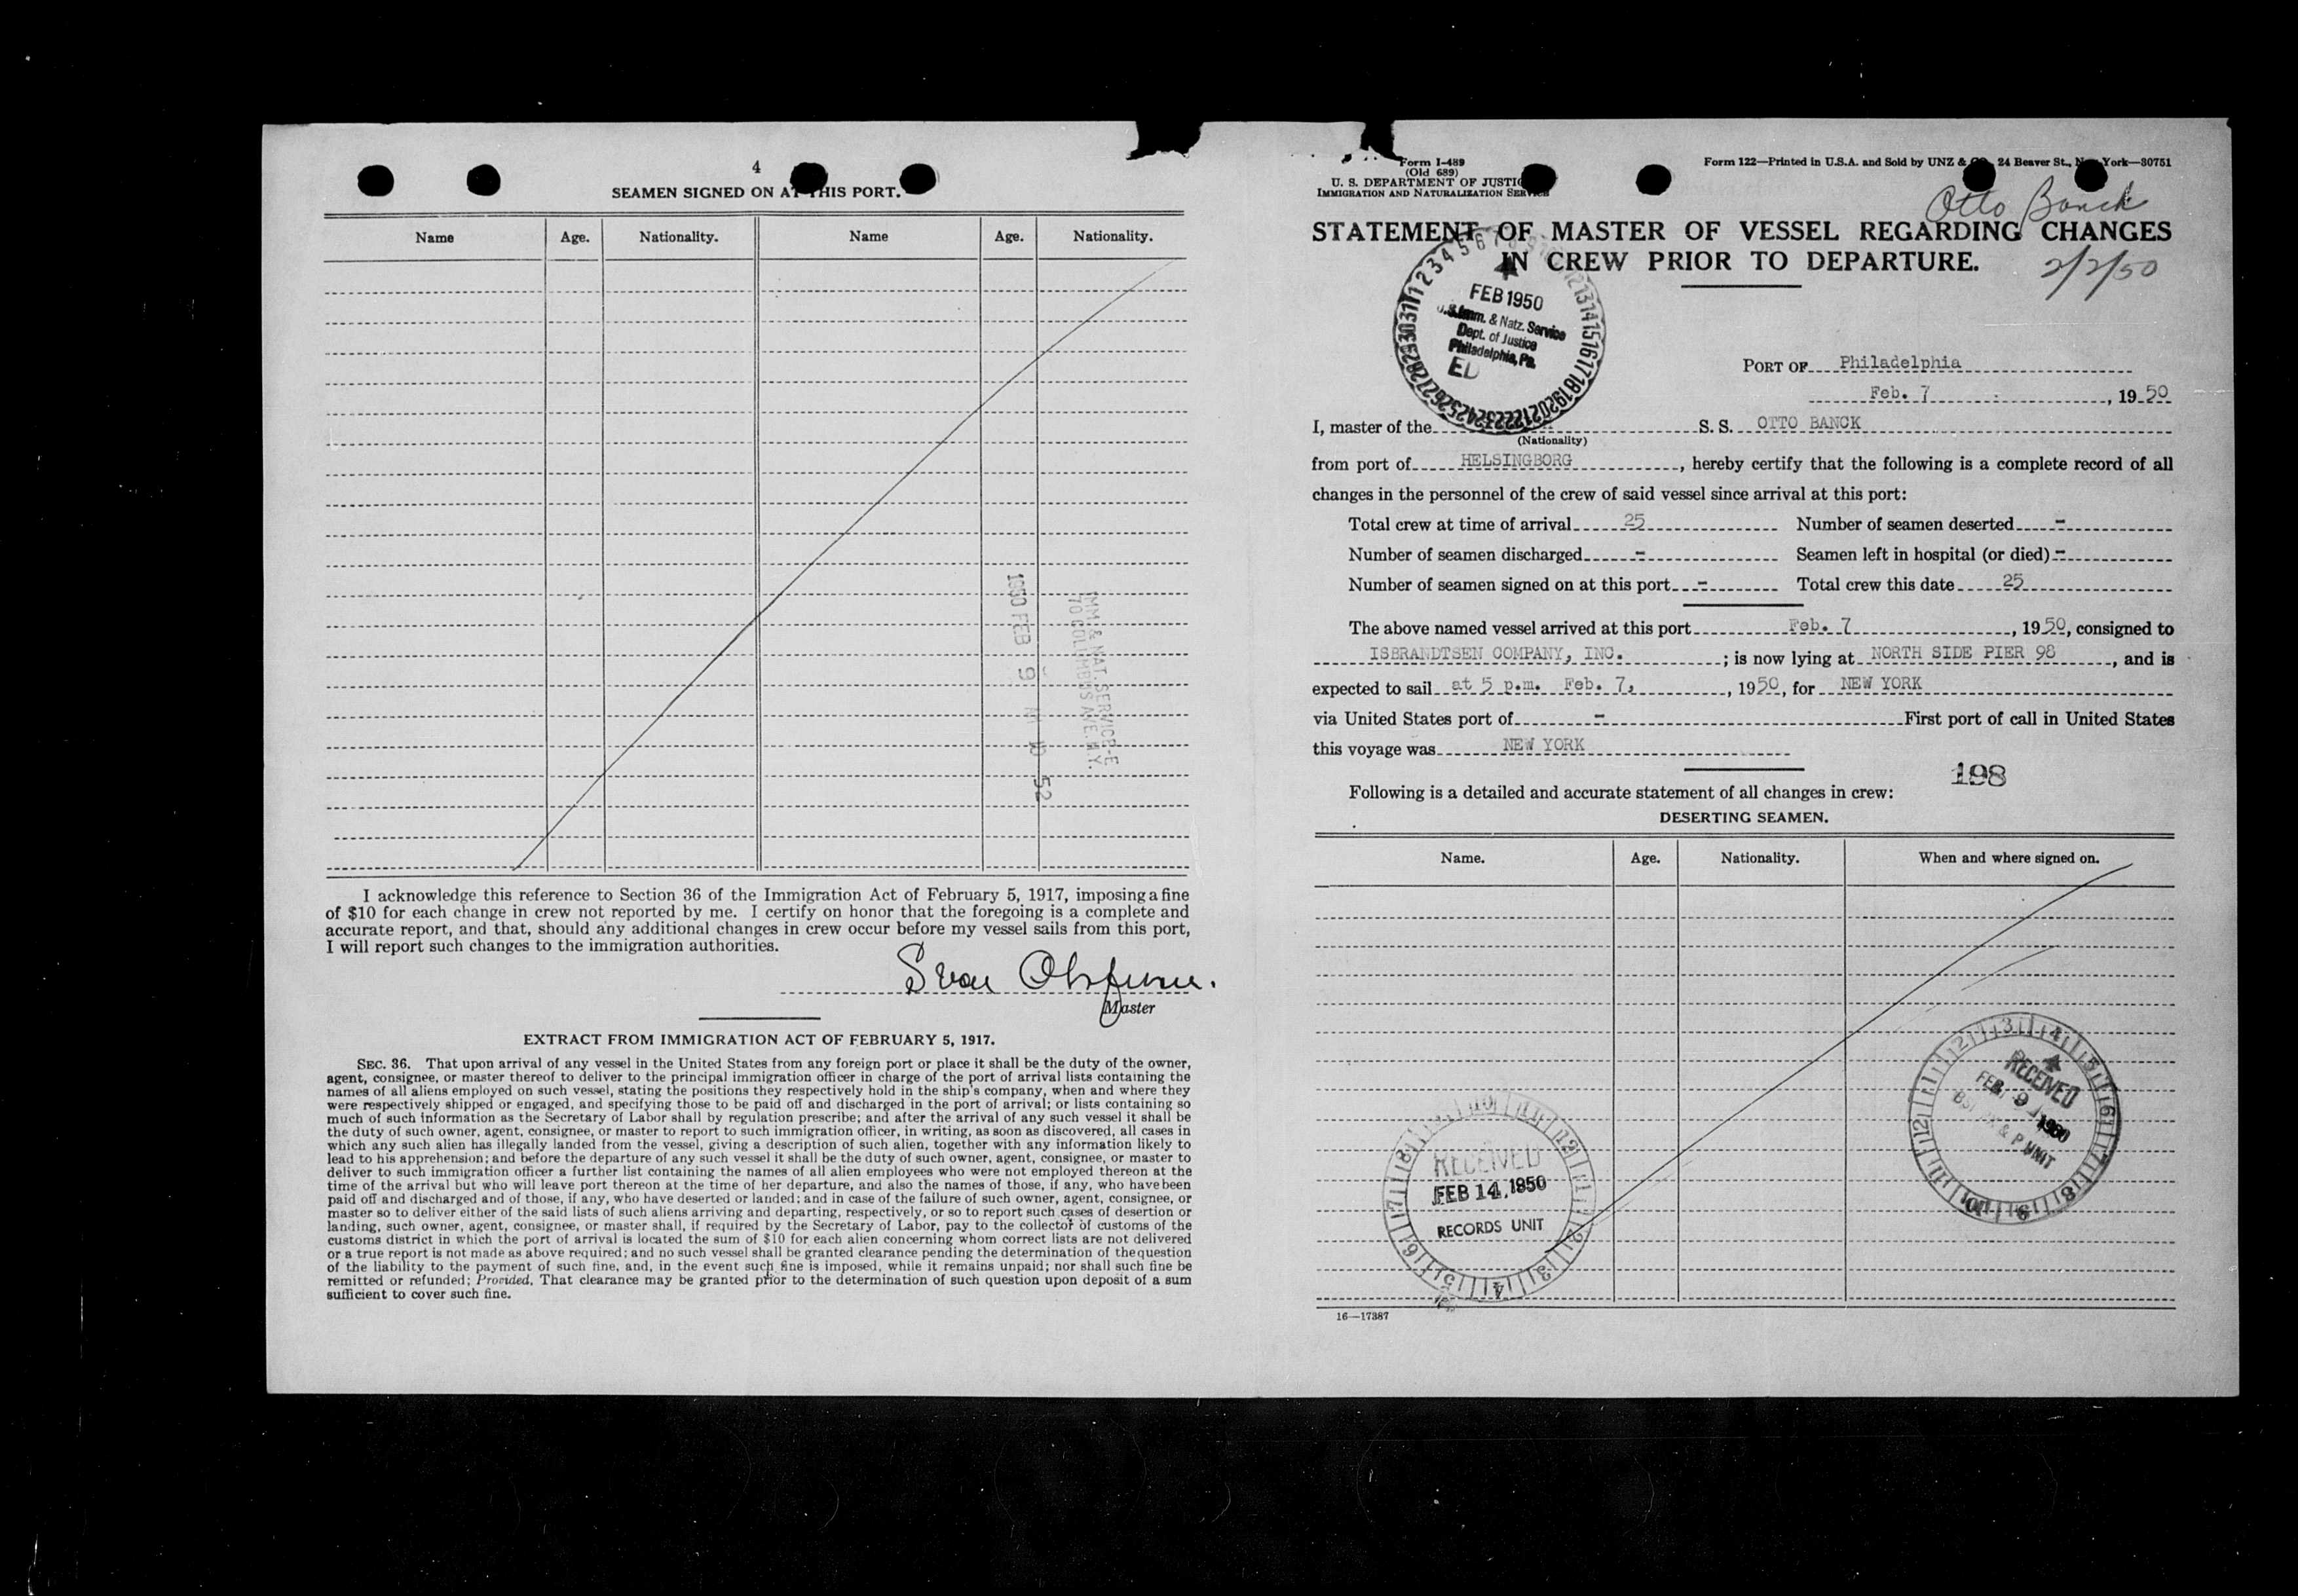 4
SEAMEN SIGNED ON AT THIS PORT.
Name Age. Nationality. Name Age. Nationality.
1950 FEB 9 AM 10 52
IMM. & NAT. SERVICE-E
70 COLUMBUS AVE. N.Y.
I acknowledge this reference to Section 36 of the Immigration Act of February 5, 1917, imposing a fine
of $10 for each change in crew not reported by me. I certify on honor that the foregoing is a complete and
accurate report, and that, should any additional changes in crew occur before my vessel sails from this port,
I will report such changes to the immigration authorities.
Master
EXTRACT FROM IMMIGRATION ACT OF FEBRUARY 5, 1917.
SEC. 36. That upon arrival of any vessel in the United States from any foreign port or place it shall be the duty of the owner,
agent, consignee, or master thereof to deliver to the principal immigration officer in charge of the port of arrival lists containing the
names of all aliens employed on such vessel, stating the positions they respectively hold in the ship's company, when and where they
were respectively shipped or engaged, and specifying those to be paid off and discharged in the port of arrival; or lists containing so
much of such information as the Secretary of Labor shall by regulation prescribe; and after the arrival of any such vessel it shall be
the duty of such owner, agent, consignee, or master to report to such immigration officer, in writing, as soon as discovered, all cases in
which any such alien has illegally landed from the vessel, giving a description of such alien, together with any information likely to
lead to his apprehension; and before the departure of any such vessel it shall be the duty of such owner, agent, consignee, or master to
deliver to such immigration officer a further list containing the names of all alien employees who were not employed thereon at the
time of the arrival but who will leave port thereon at the time of her departure, and also the names of those, if any, who have been
paid off and discharged and of those, if any, who have deserted or landed; and in case of the failure of such owner, agent, consignee, or
master so to deliver either of the said lists of such aliens arriving and departing, respectively, or so to report such cases of desertion or
landing, such owner, agent, consignee, or master shall, if required by the Secretary of Labor, pay to the collector of customs of the
customs district in which the port of arrival is located the sum of $10 for each alien concerning whom correct lists are not delivered
or a true report is not made as above required; and no such vessel shall be granted clearance pending the determination of the question
of the liability to the payment of such fine, and, in the event such fine is imposed, while it remains unpaid; nor shall such fine be
remitted or refunded; Provided, That clearance may be granted prior to the determination of such question upon deposit of a sum
sufficient to cover such fine.
Form I-489
(Old 689)
U. S. DEPARTMENT OF JUSTICE
IMMIGRATION AND NATURALIZATION SERVICE
Form 122—Printed in U.S.A. and Sold by UNZ & CO., 24 Beaver St., New York—30751
Otto Banck
STATEMENT OF MASTER OF VESSEL REGARDING CHANGES
IN CREW PRIOR TO DEPARTURE.
2/2/50
FEB 1950
U.S. Imm. & Natz. Service
Dept. of Justice
Philadelphia, Pa.
PORT OF Philadelphia
Feb. 7, 1950
I, master of the S. S. OTTO BANCK
(Nationality)
from port of HELSINGBORG, hereby certify that the following is a complete record of all
changes in the personnel of the crew of said vessel since arrival at this port:
Total crew at time of arrival 25 Number of seamen deserted -
Number of seamen discharged - Seamen left in hospital (or died) -
Number of seamen signed on at this port - Total crew this date 25
The above named vessel arrived at this port Feb. 7, 1950, consigned to
ISBRANDTSEN COMPANY, INC.; is now lying at NORTH SIDE PIER 98, and is
expected to sail at 5 p.m. Feb. 7, , 1950, for NEW YORK
via United States port of - First port of call in United States
this voyage was NEW YORK
198
Following is a detailed and accurate statement of all changes in crew:
DESERTING SEAMEN.
Name. Age. Nationality. When and where signed on.
RECEIVED
FEB -9 1950
& P UNIT
RECEIVED
FEB 14, 1950
RECORDS UNIT
16—17387